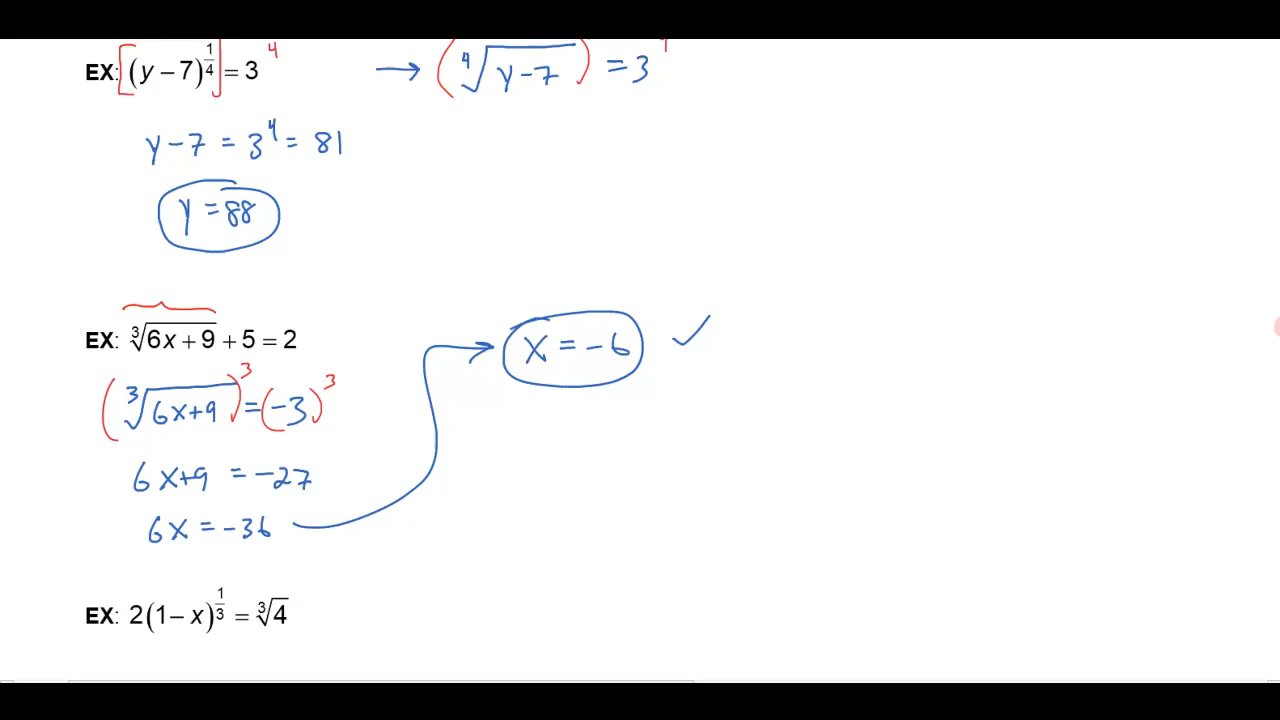 EX: [(y – 7)^{1/4}]^4 = 3 → (∜(y-7)) = 3
y-7 = 3^4 = 81
y = 88
EX: ∛(6x + 9) + 5 = 2
x = -6 ✓
(∛(6x+9))^3 = (-3)^3
6x+9 = -27
6x = -36
EX: 2(1– x)^{1/3} = ∛4